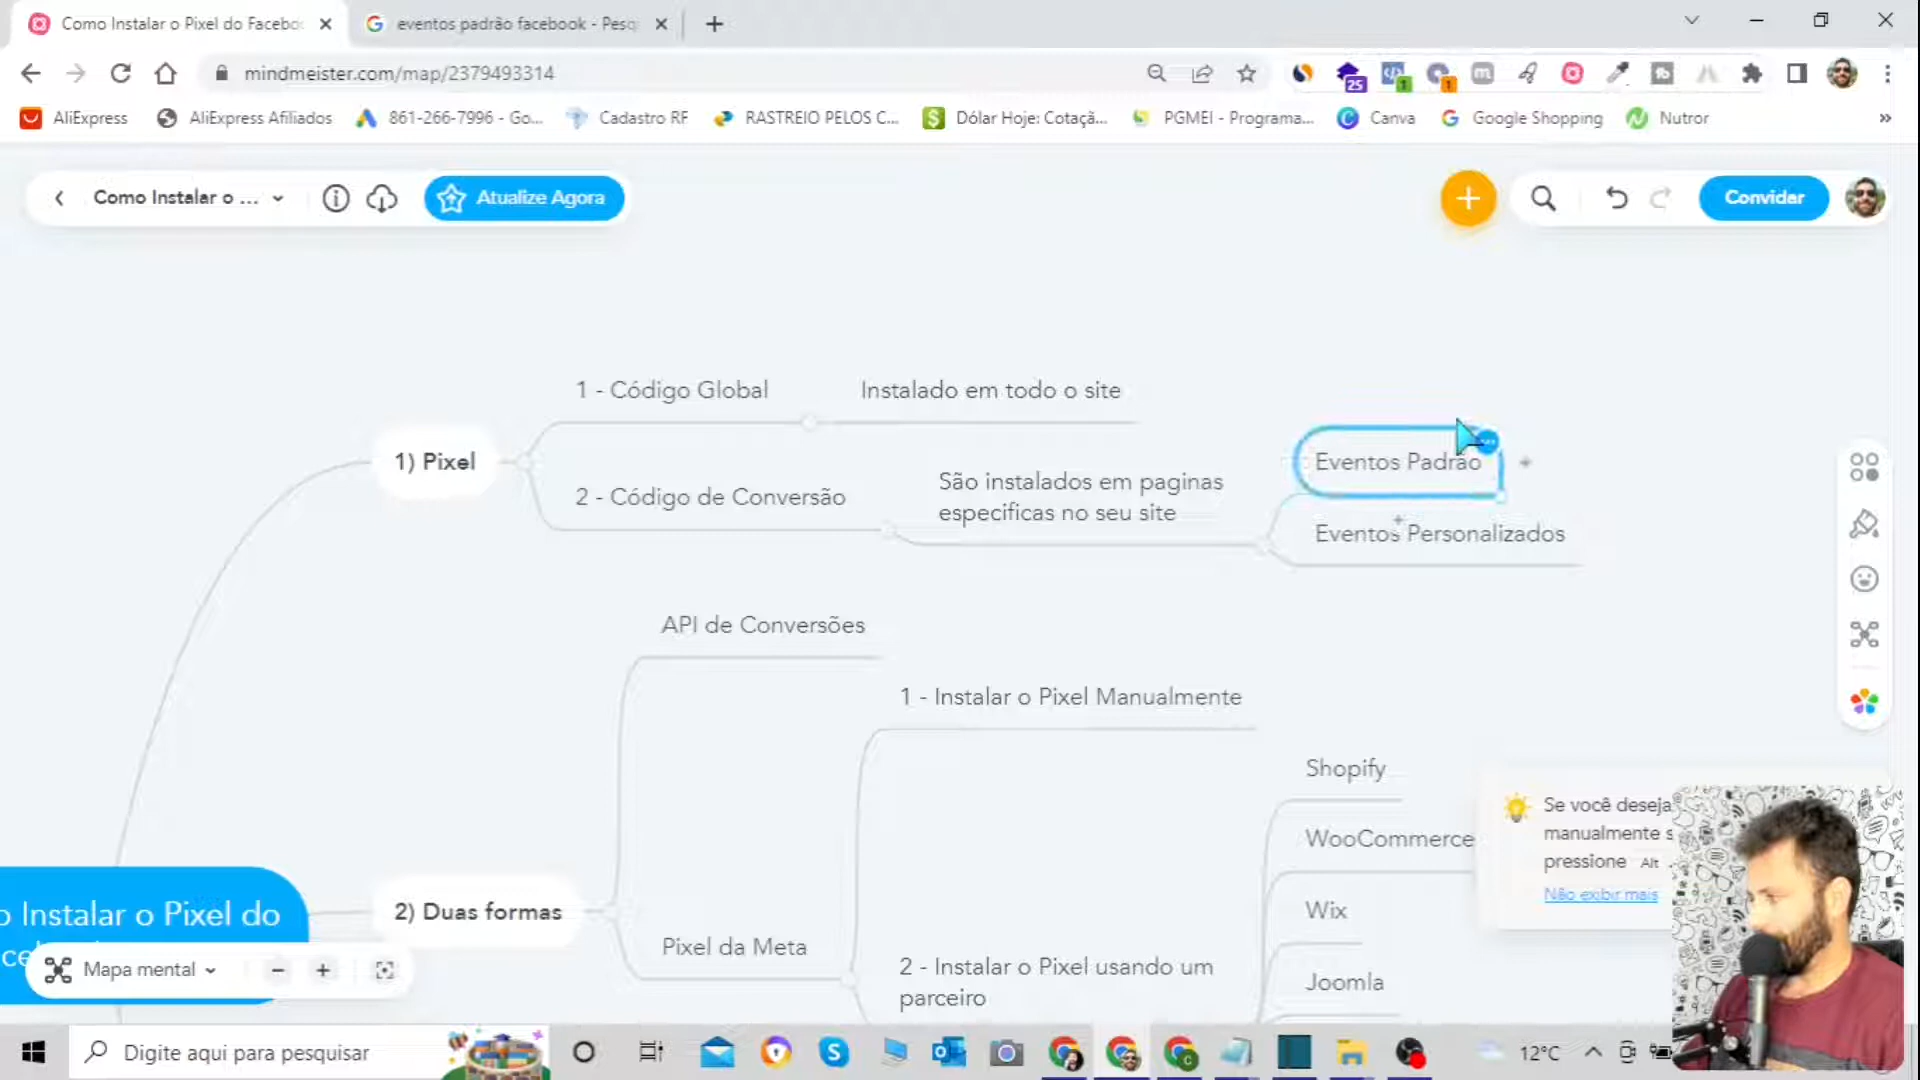 Como Instalar o Pixel do Facebo
eventos padrão facebook - Pesq
mindmeister.com/map/2379493314
25
1
1
AliExpress
AliExpress Afiliados
861-266-7996 - Go...
Cadastro RF
RASTREIO PELOS C...
Dólar Hoje: Cotaçã...
PGMEI - Programa...
Canva
Google Shopping
Nutror
»
Como Instalar o ...
Atualize Agora
Convidar
1 - Código Global
Instalado em todo o site
1) Pixel
Eventos Padrão
2 - Código de Conversão
São instalados em paginas
especificas no seu site
Eventos Personalizados
API de Conversões
1 - Instalar o Pixel Manualmente
Shopify
WooCommerce
Wix
Joomla
Se você deseja
manualmente s
pressione Alt
Não exibir mais
o Instalar o Pixel do
ce
2) Duas formas
Pixel da Meta
2 - Instalar o Pixel usando um
parceiro
Mapa mental
Digite aqui para pesquisar
12°C